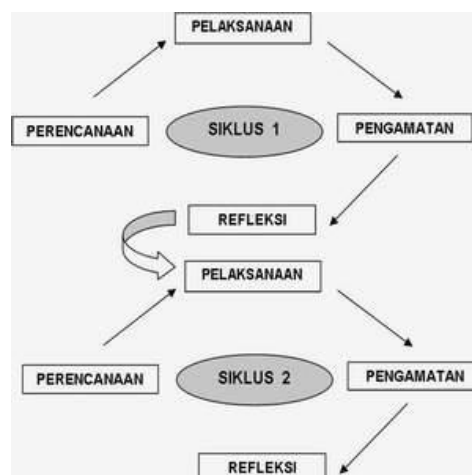 PELAKSANAAN
PERENCANAAN
SIKLUS 1
PENGAMATAN
REFLEKSI
PELAKSANAAN
PERENCANAAN
SIKLUS 2
PENGAMATAN
REFLEKSI